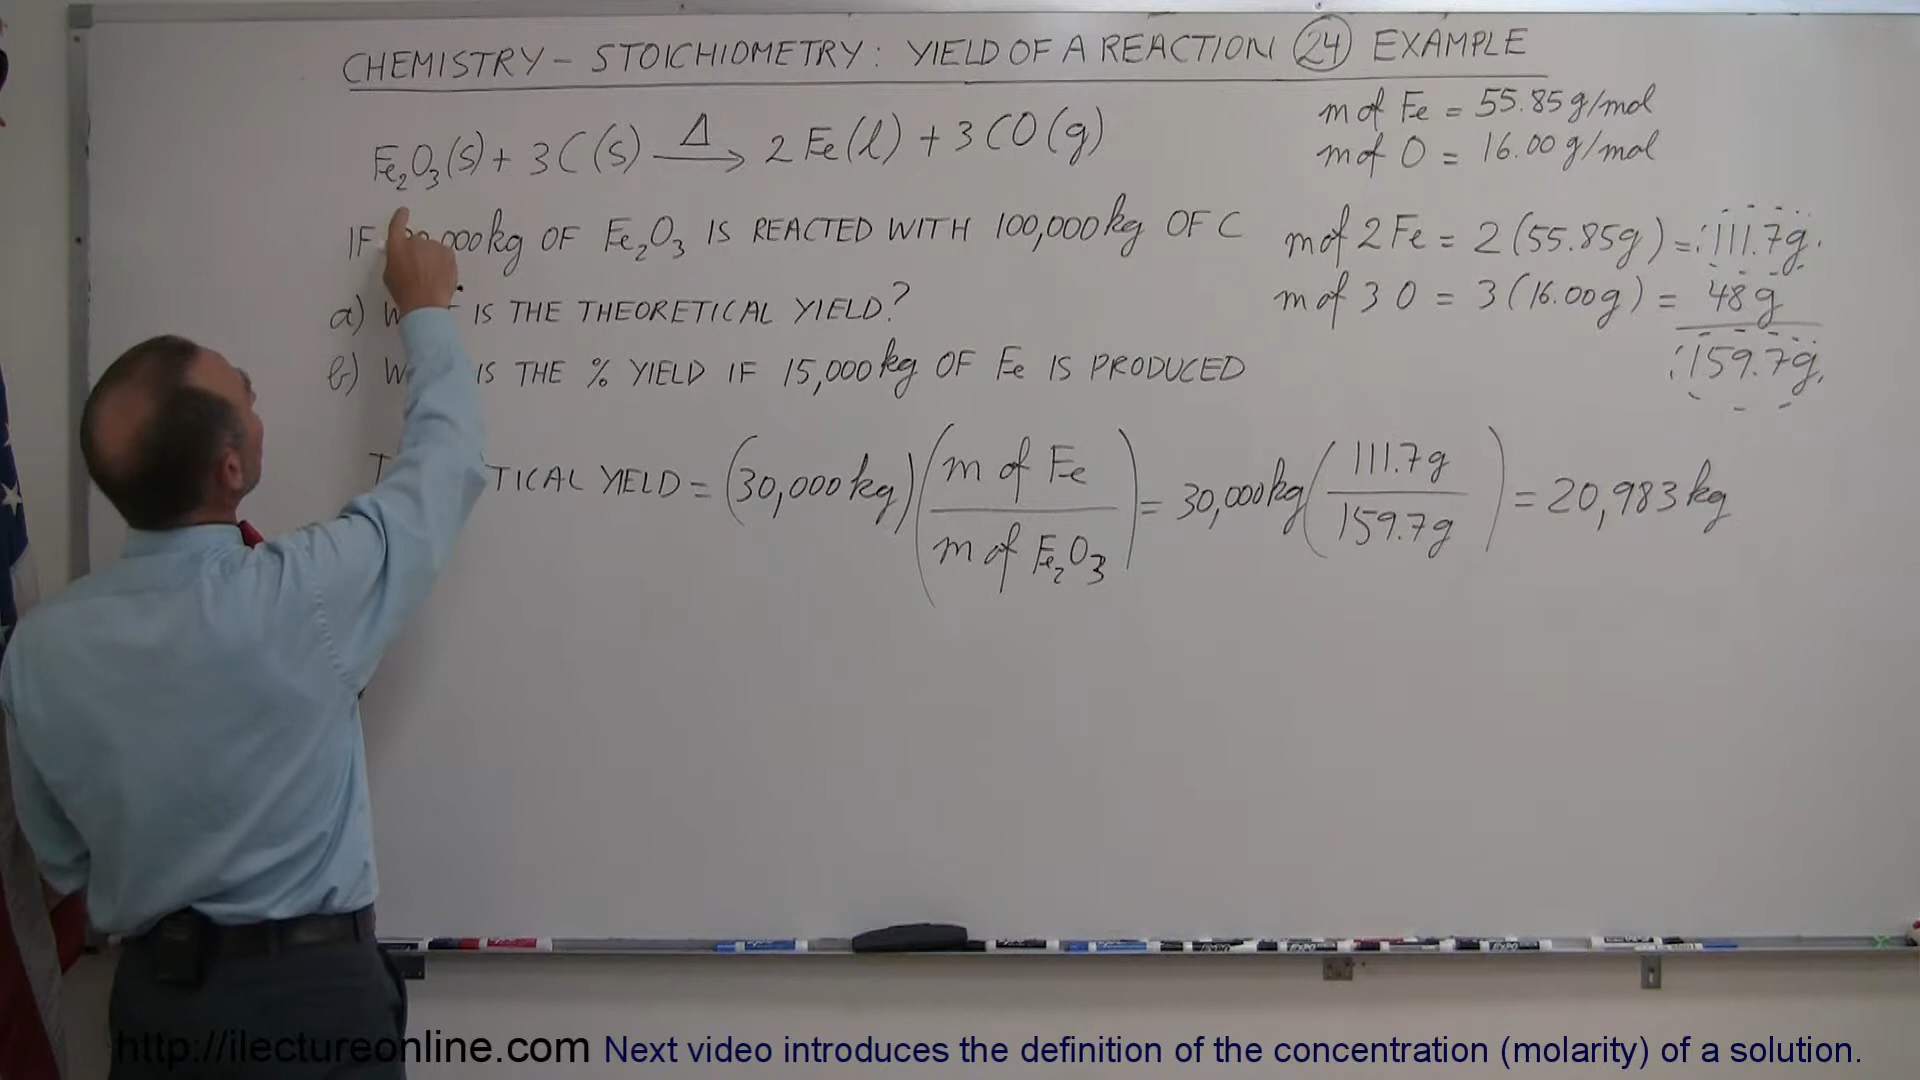 CHEMISTRY – STOICHIOMETRY: YIELD OF A REACTION 24 EXAMPLE
m of Fe = 55.85 g/mol
m of O = 16.00 g/mol
Fe₂O₃(s) + 3C(s) Δ→ 2Fe(l) + 3CO(g)
IF 000 kg OF Fe₂O₃ IS REACTED WITH 100,000 kg OF C
m of 2Fe = 2(55.85g) = 111.7g
m of 3 O = 3(16.00g) = 48g
159.7g
a) IS THE THEORETICAL YIELD?
b) IS THE % YIELD IF 15,000 kg OF Fe IS PRODUCED
TICAL YIELD = (30,000 kg)(m of Fe / m of Fe₂O₃) = 30,000 kg(111.7g / 159.7g) = 20,983 kg
http://ilectureonline.com Next video introduces the definition of the concentration (molarity) of a solution.